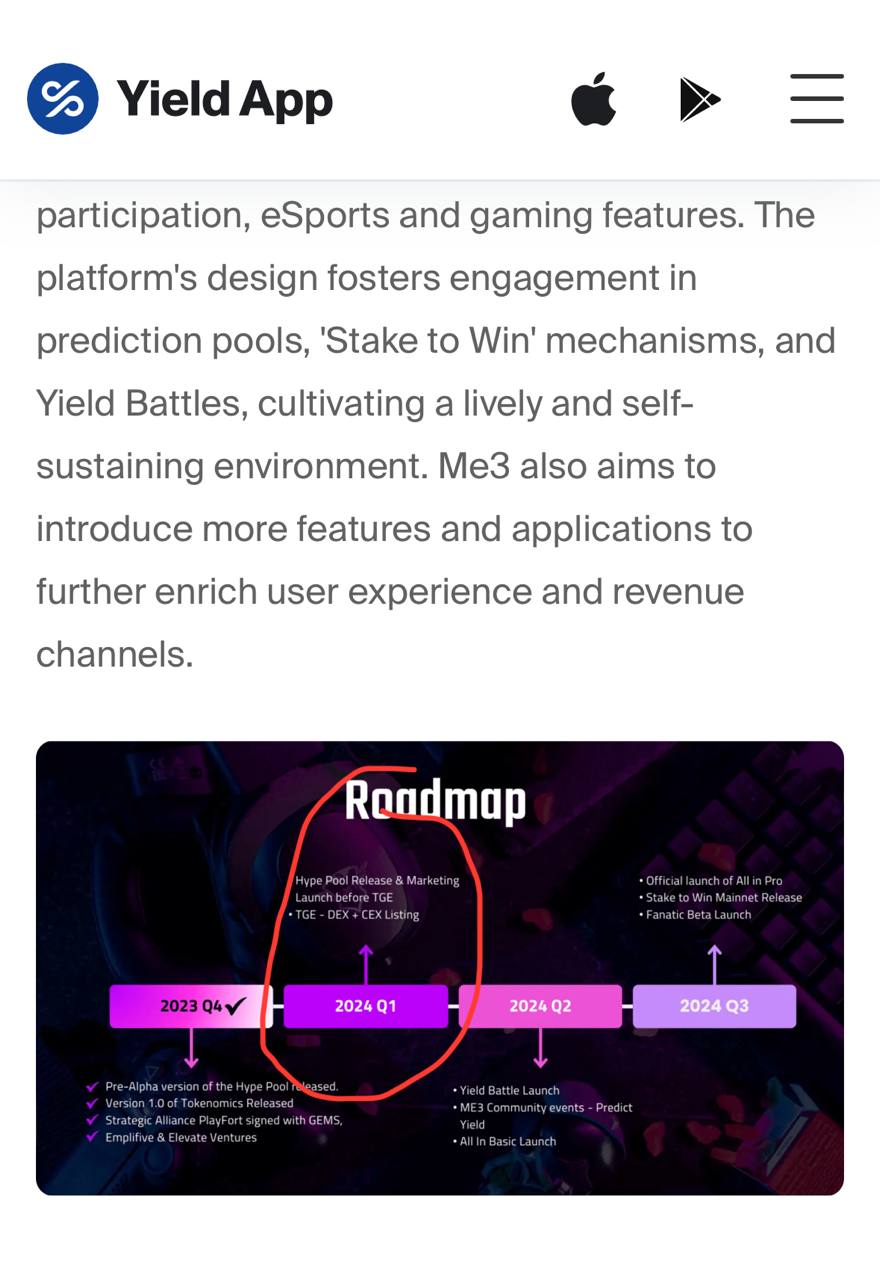 Yield App
participation, eSports and gaming features. The
platform's design fosters engagement in
prediction pools, 'Stake to Win' mechanisms, and
Yield Battles, cultivating a lively and self-
sustaining environment. Me3 also aims to
introduce more features and applications to
further enrich user experience and revenue
channels.
Roadmap
Hype Pool Release & Marketing
Launch before TGE
• TGE - DEX + CEX Listing
• Official launch of All in Pro
• Stake to Win Mainnet Release
• Fanatic Beta Launch
2023 Q4
2024 Q1
2024 Q2
2024 Q3
Pre-Alpha version of the Hype Pool released.
Version 1.0 of Tokenomics Released
Strategic Alliance PlayFort signed with GEMS,
Emplifive & Elevate Ventures
• Yield Battle Launch
• ME3 Community events - Predict
Yield
• All In Basic Launch